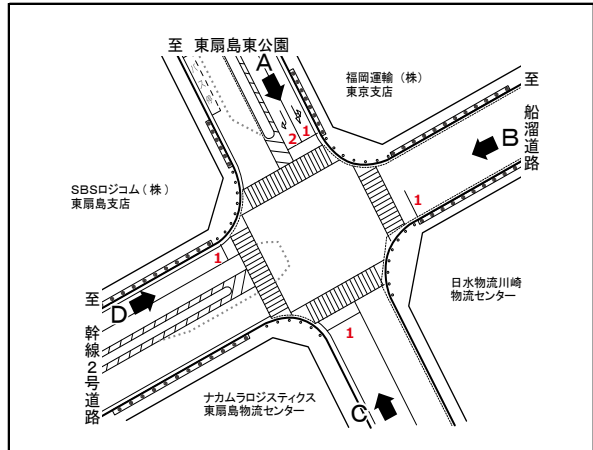 至 東扇島東公園
A
福岡運輸（株）
東京支店
至 船溜道路
B
2
1
1
SBSロジコム（株）
東扇島支店
1
日水物流川崎
物流センター
D
至 幹線2号道路
1
ナカムラロジスティクス
東扇島物流センター
C